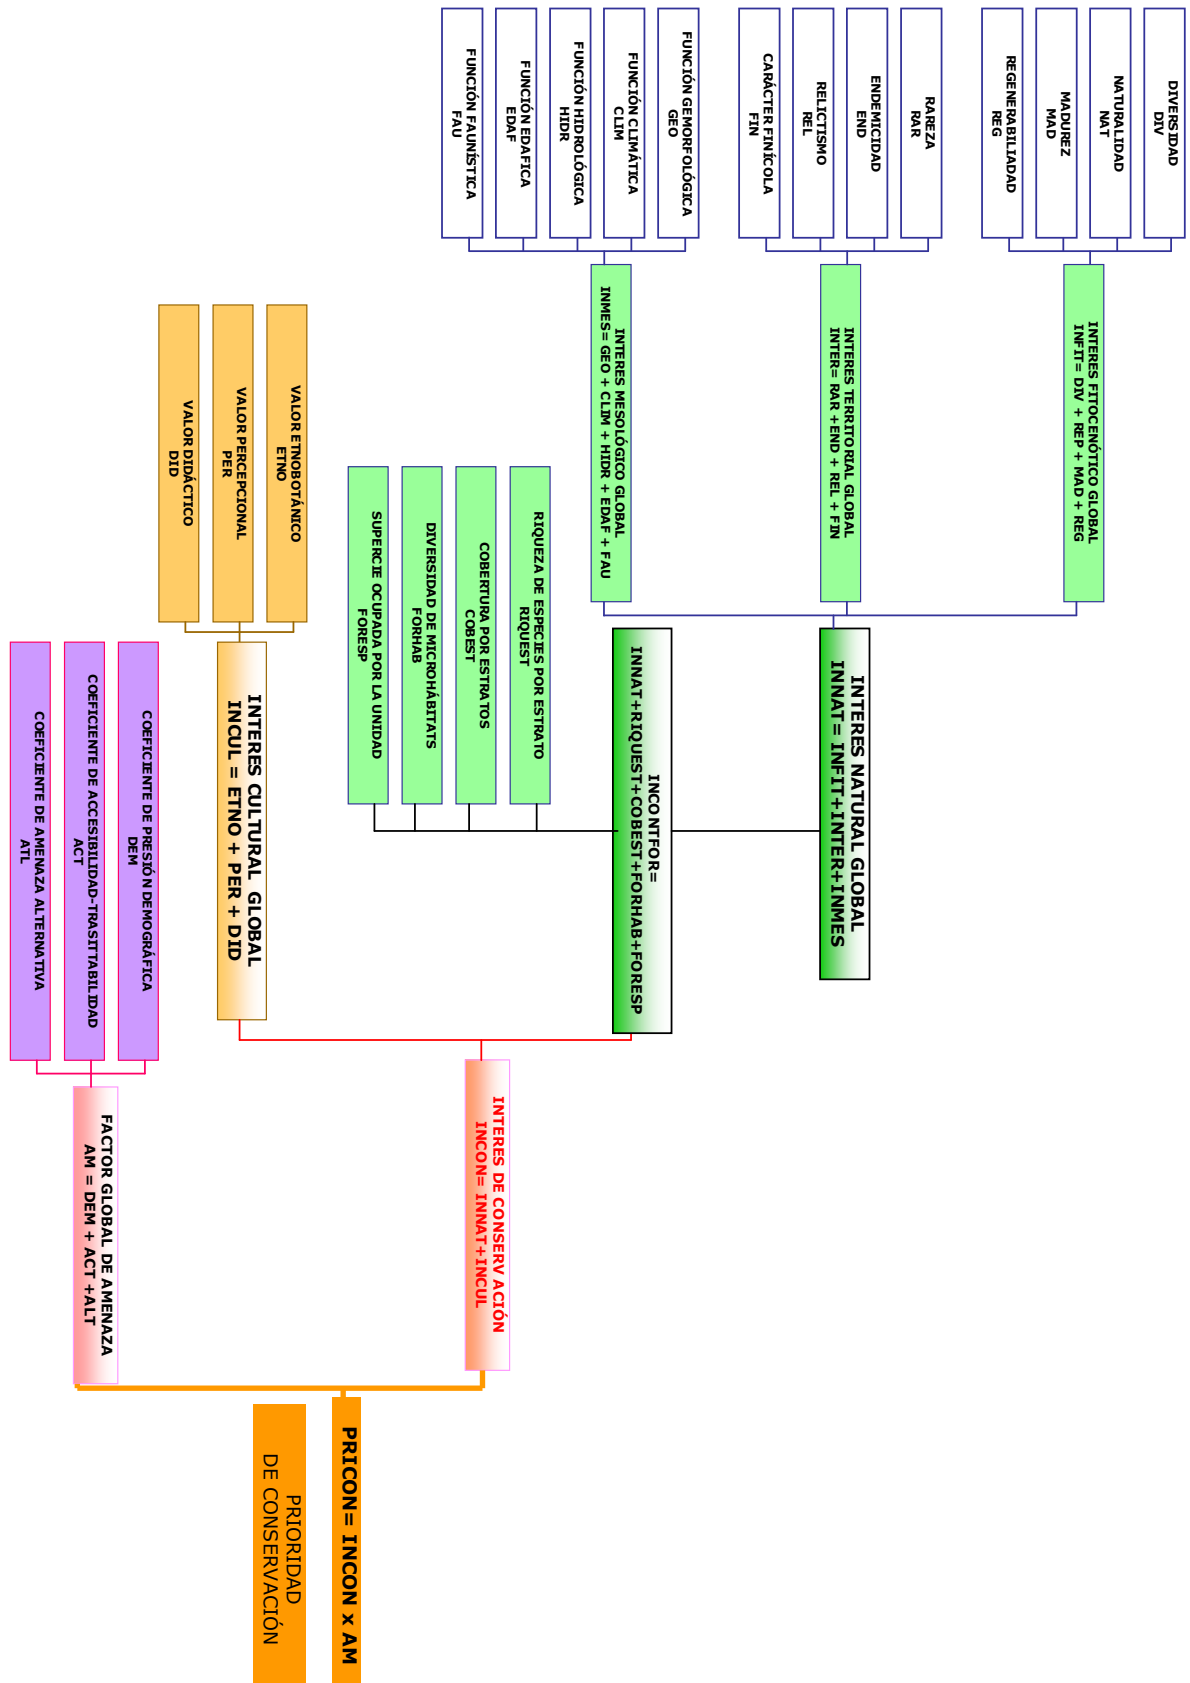 DIVERSIDAD
DIV
NATURALIDAD
NAT
MADUREZ
MAD
REGENERABILIADAD
REG
RAREZA
RAR
ENDEMICIDAD
END
RELICTISMO
REL
CARÁCTER FINÍCOLA
FIN
FUNCIÓN GEMORFOLÓGICA
GEO
FUNCIÓN CLIMÁTICA
CLIM
FUNCIÓN HIDROLÓGICA
HIDR
FUNCIÓN EDAFICA
EDAF
FUNCIÓN FAUNÍSTICA
FAU
INTERES FITOCENÓTICO GLOBAL
INFIT= DIV + REP + MAD + REG
INTERES TERRITORIAL GLOBAL
INTER= RAR +END + REL + FIN
INTERES MESOLÓGICO GLOBAL
INMES= GEO + CLIM + HIDR + EDAF + FAU
RIQUEZA DE ESPECIES POR ESTRATO
RIQUEST
COBERTURA POR ESTRATOS
COBEST
DIVERSIDAD DE MICROHÁBITATS
FORHAB
SUPERCIE OCUPADA POR LA UNIDAD
FORESP
VALOR ETNOBOTÁNICO
ETNO
VALOR PERCEPCIONAL
PER
VALOR DIDÁCTICO
DID
INTERES NATURAL GLOBAL
INNAT= INFIT+INTER+INMES
INCONTFOR=
INNAT+RIQUEST+COBEST+FORHAB+FORESP
INTERES CULTURAL GLOBAL
INCUL = ETNO + PER + DID
COEFICIENTE DE PRESIÓN DEMOGRÁFICA
DEM
COEFICIENTE DE ACCESIBILIDAD-TRASITTABILIDAD
ACT
COEFICIENTE DE AMENAZA ALTERNATIVA
ATL
INTERES DE CONSERVACIÓN
INCON= INNAT+INCUL
FACTOR GLOBAL DE AMENAZA
AM = DEM + ACT +ALT
PRICON= INCON x AM
PRIORIDAD
DE CONSERVACIÓN